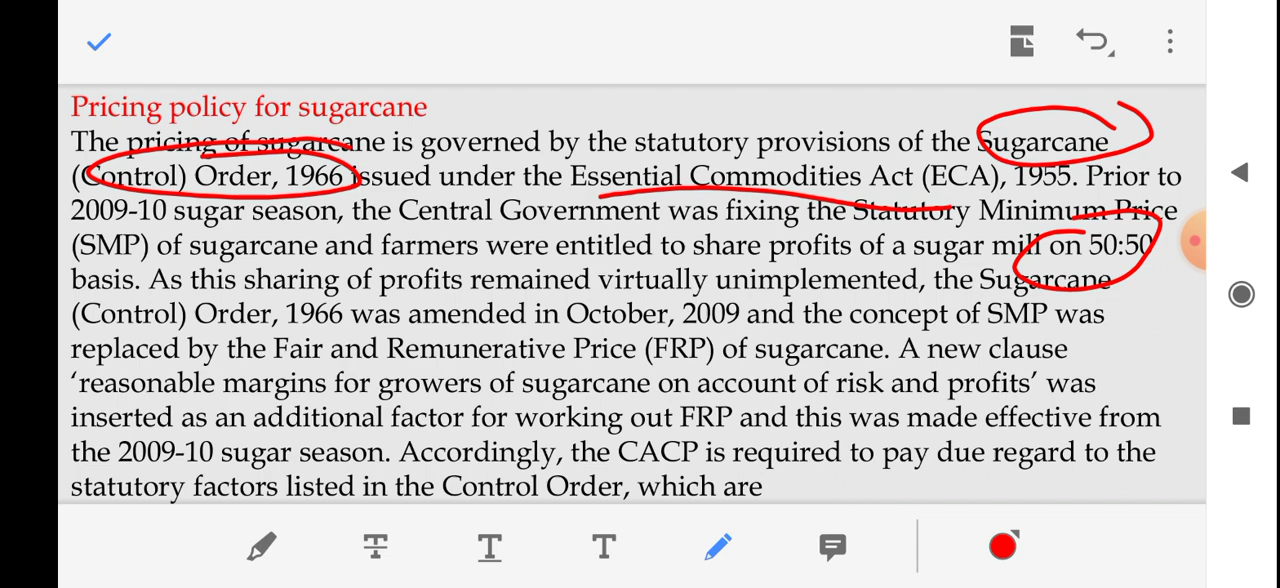 Pricing policy for sugarcane
The pricing of sugarcane is governed by the statutory provisions of the Sugarcane
(Control) Order, 1966 issued under the Essential Commodities Act (ECA), 1955. Prior to
2009-10 sugar season, the Central Government was fixing the Statutory Minimum Price
(SMP) of sugarcane and farmers were entitled to share profits of a sugar mill on 50:50
basis. As this sharing of profits remained virtually unimplemented, the Sugarcane
(Control) Order, 1966 was amended in October, 2009 and the concept of SMP was
replaced by the Fair and Remunerative Price (FRP) of sugarcane. A new clause
‘reasonable margins for growers of sugarcane on account of risk and profits’ was
inserted as an additional factor for working out FRP and this was made effective from
the 2009-10 sugar season. Accordingly, the CACP is required to pay due regard to the
statutory factors listed in the Control Order, which are